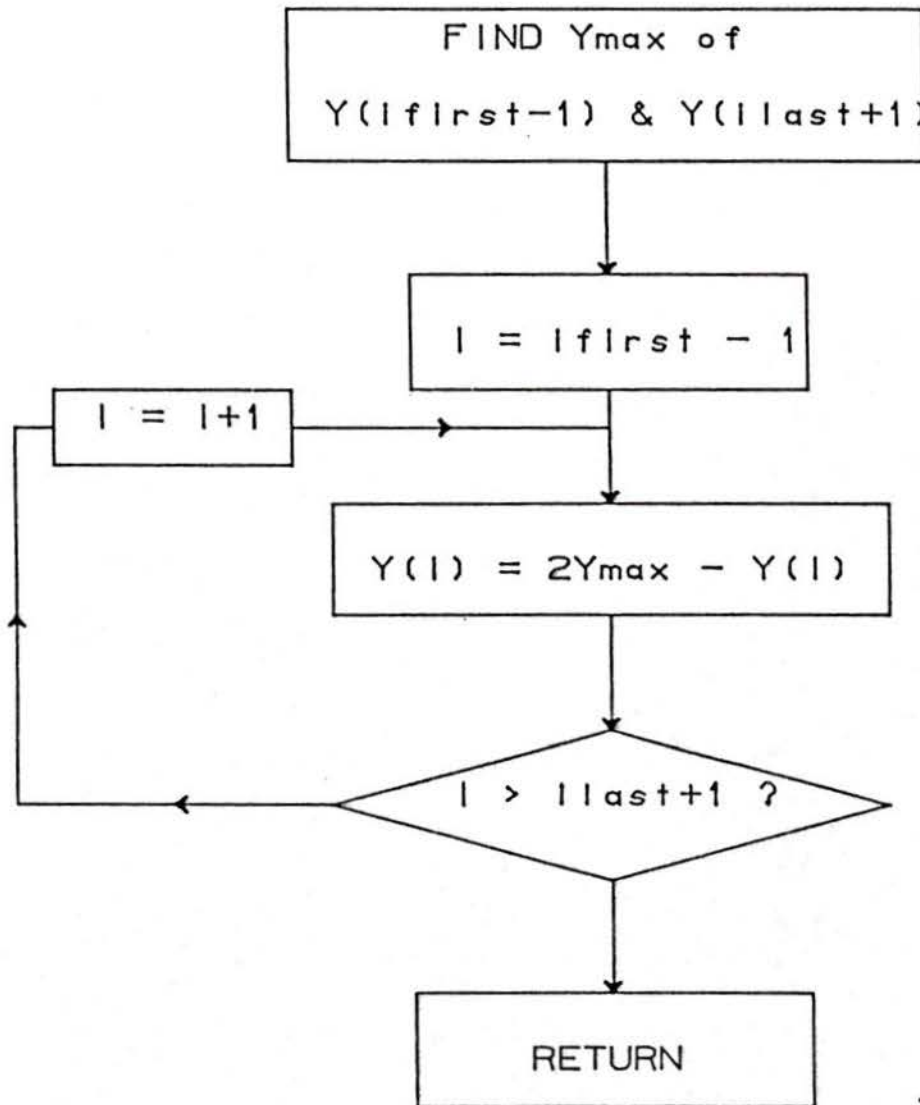 FIND Ymax of
Y(Ifirst-1) & Y(Ilast+1)
I = Ifirst - 1
I = I+1
Y(I) = 2Ymax - Y(I)
I > Ilast+1 ?
RETURN